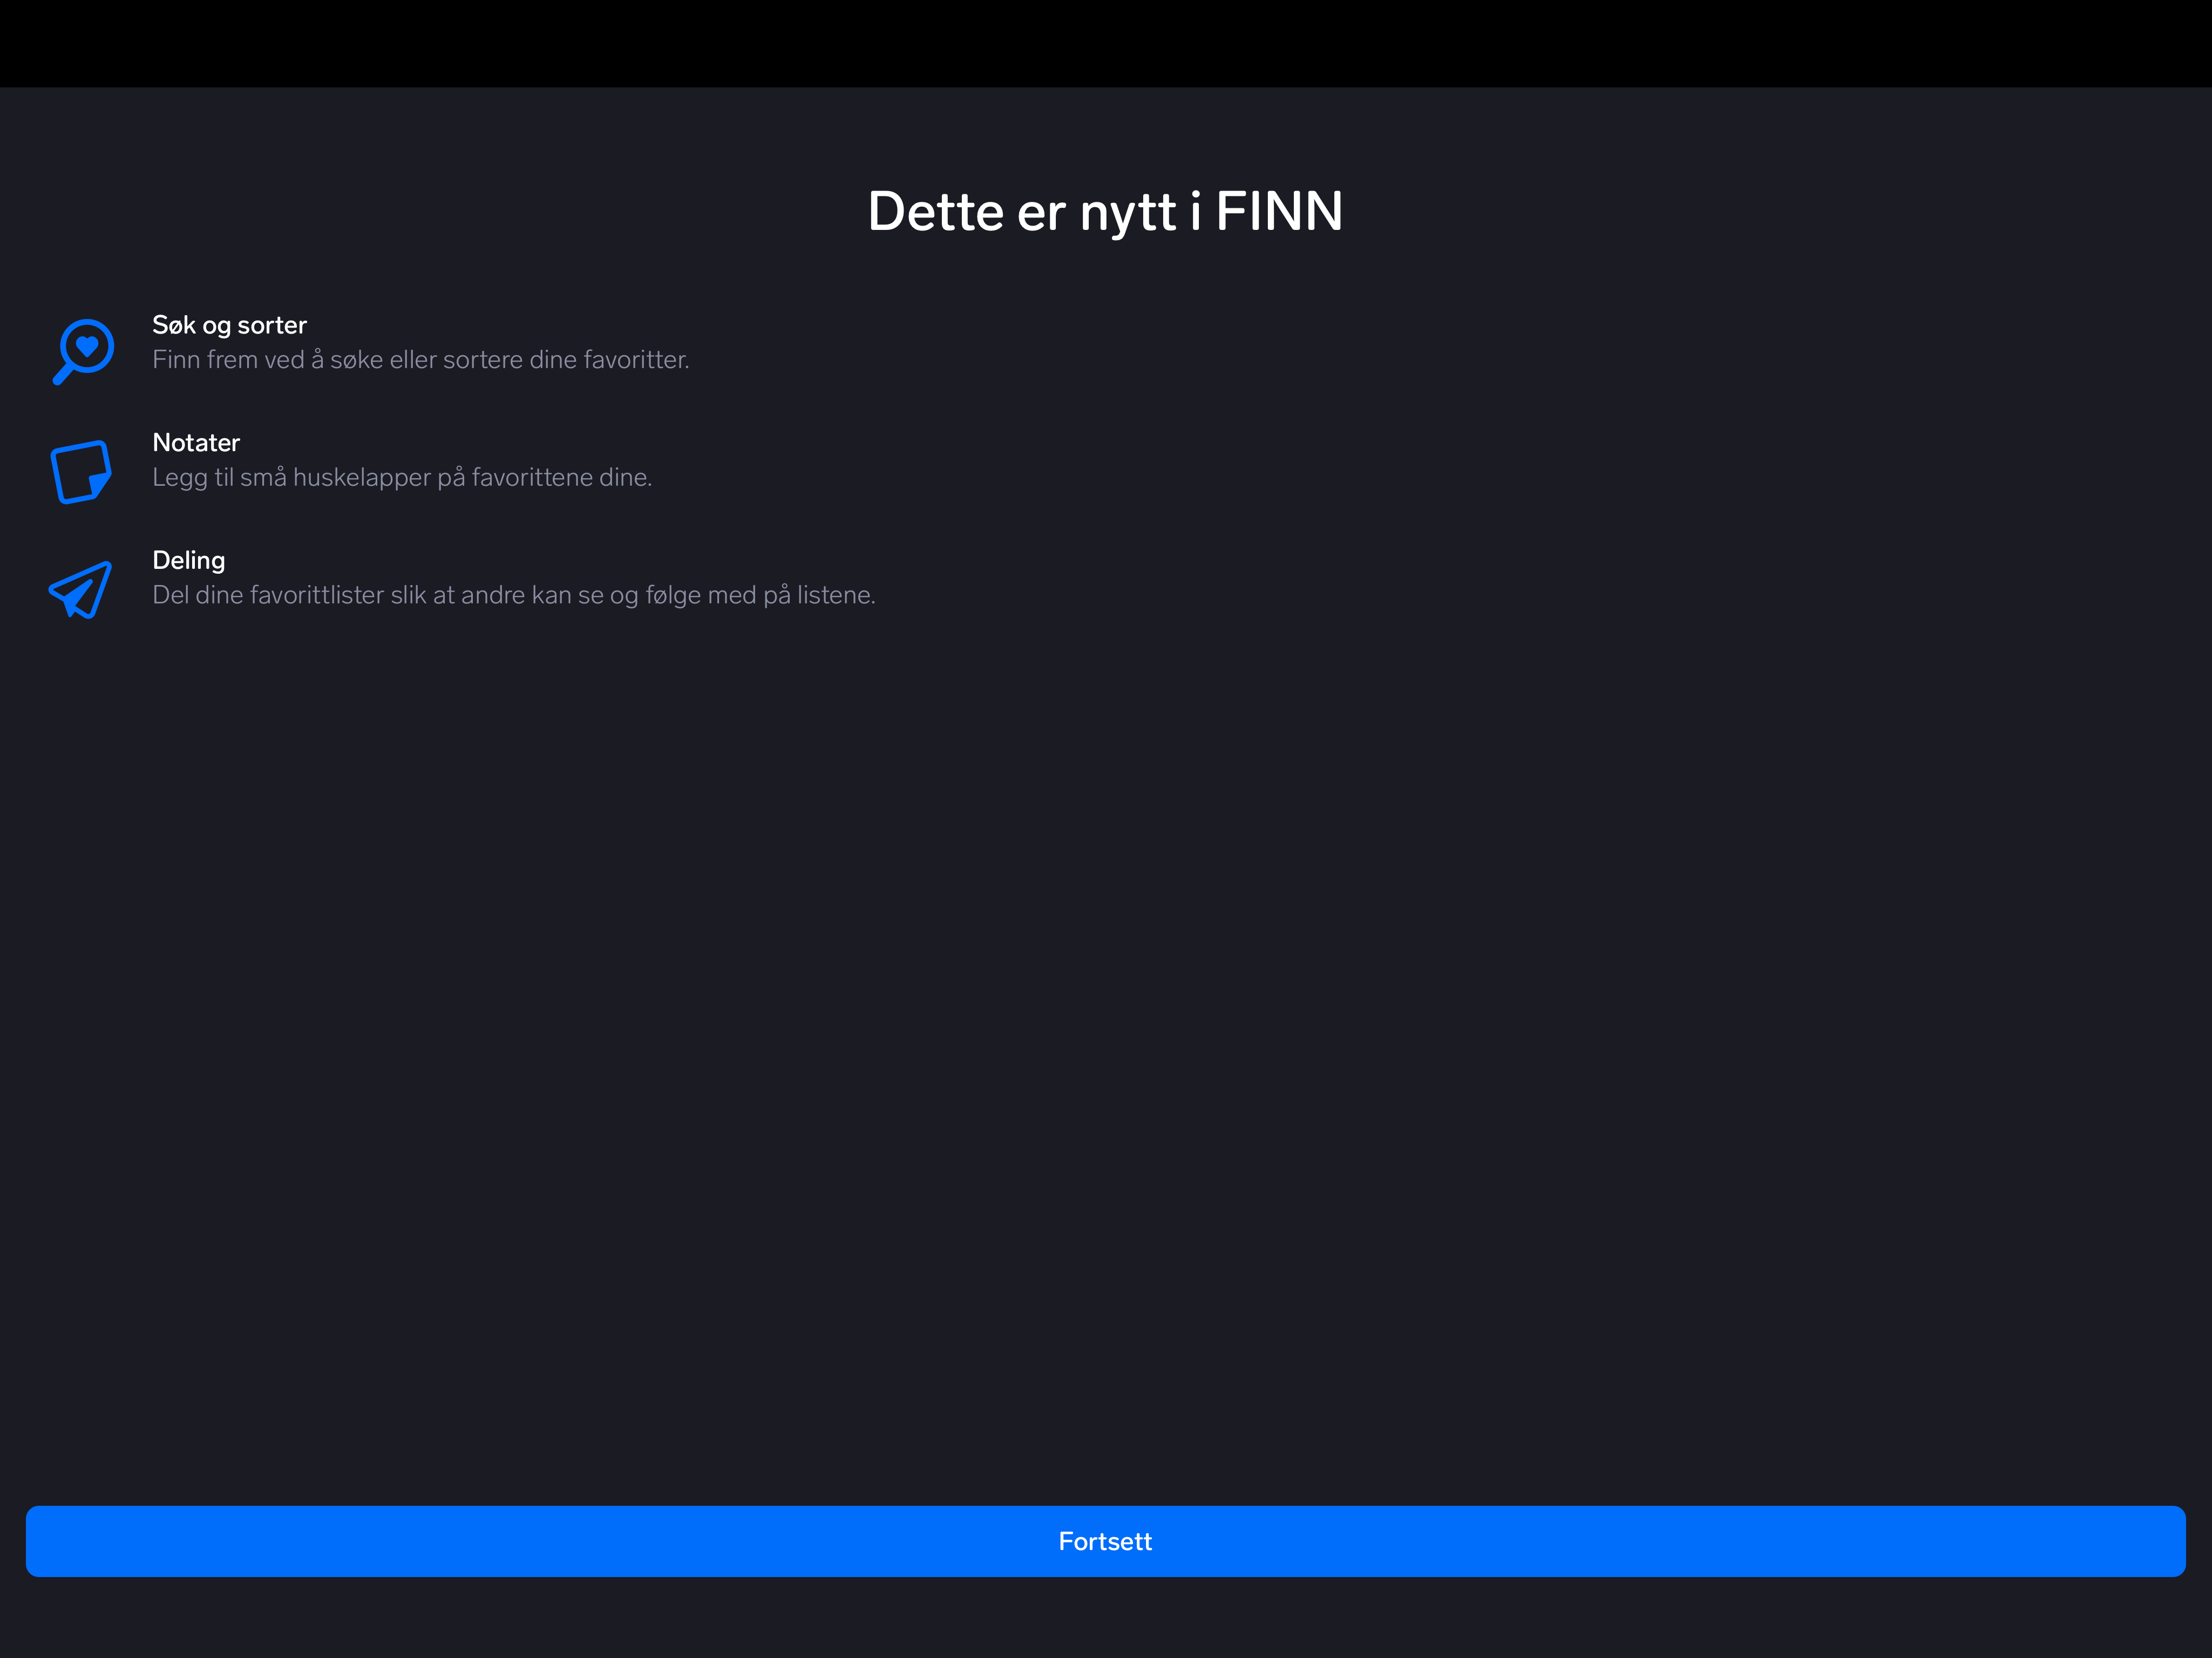 Dette er nytt i FINN
Søk og sorter
Finn frem ved å søke eller sortere dine favoritter.
Notater
Legg til små huskelapper på favorittene dine.
Deling
Del dine favorittlister slik at andre kan se og følge med på listene.
Fortsett